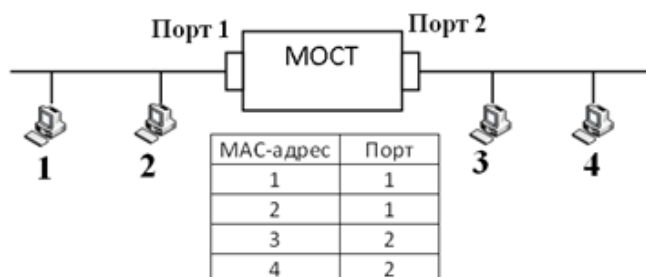 Порт 1
МОСТ
Порт 2
1
2
3
4
МАС-адрес Порт
1 1
2 1
3 2
4 2